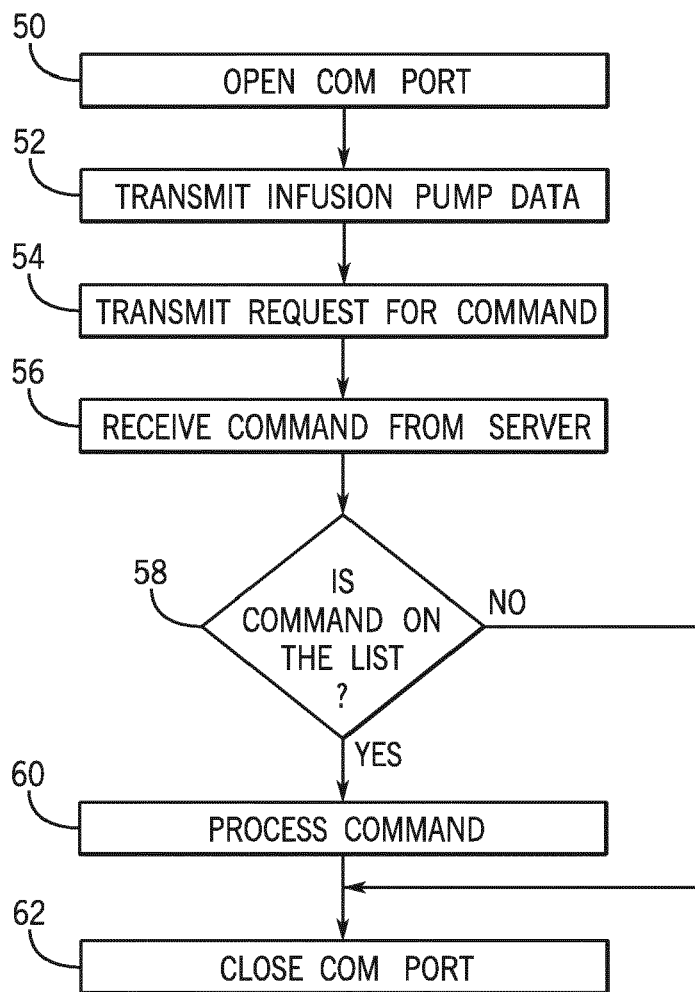 50
OPEN COM PORT
52
TRANSMIT INFUSION PUMP DATA
54
TRANSMIT REQUEST FOR COMMAND
56
RECEIVE COMMAND FROM SERVER
58
IS
COMMAND ON
THE LIST
?
NO
YES
60
PROCESS COMMAND
62
CLOSE COM PORT